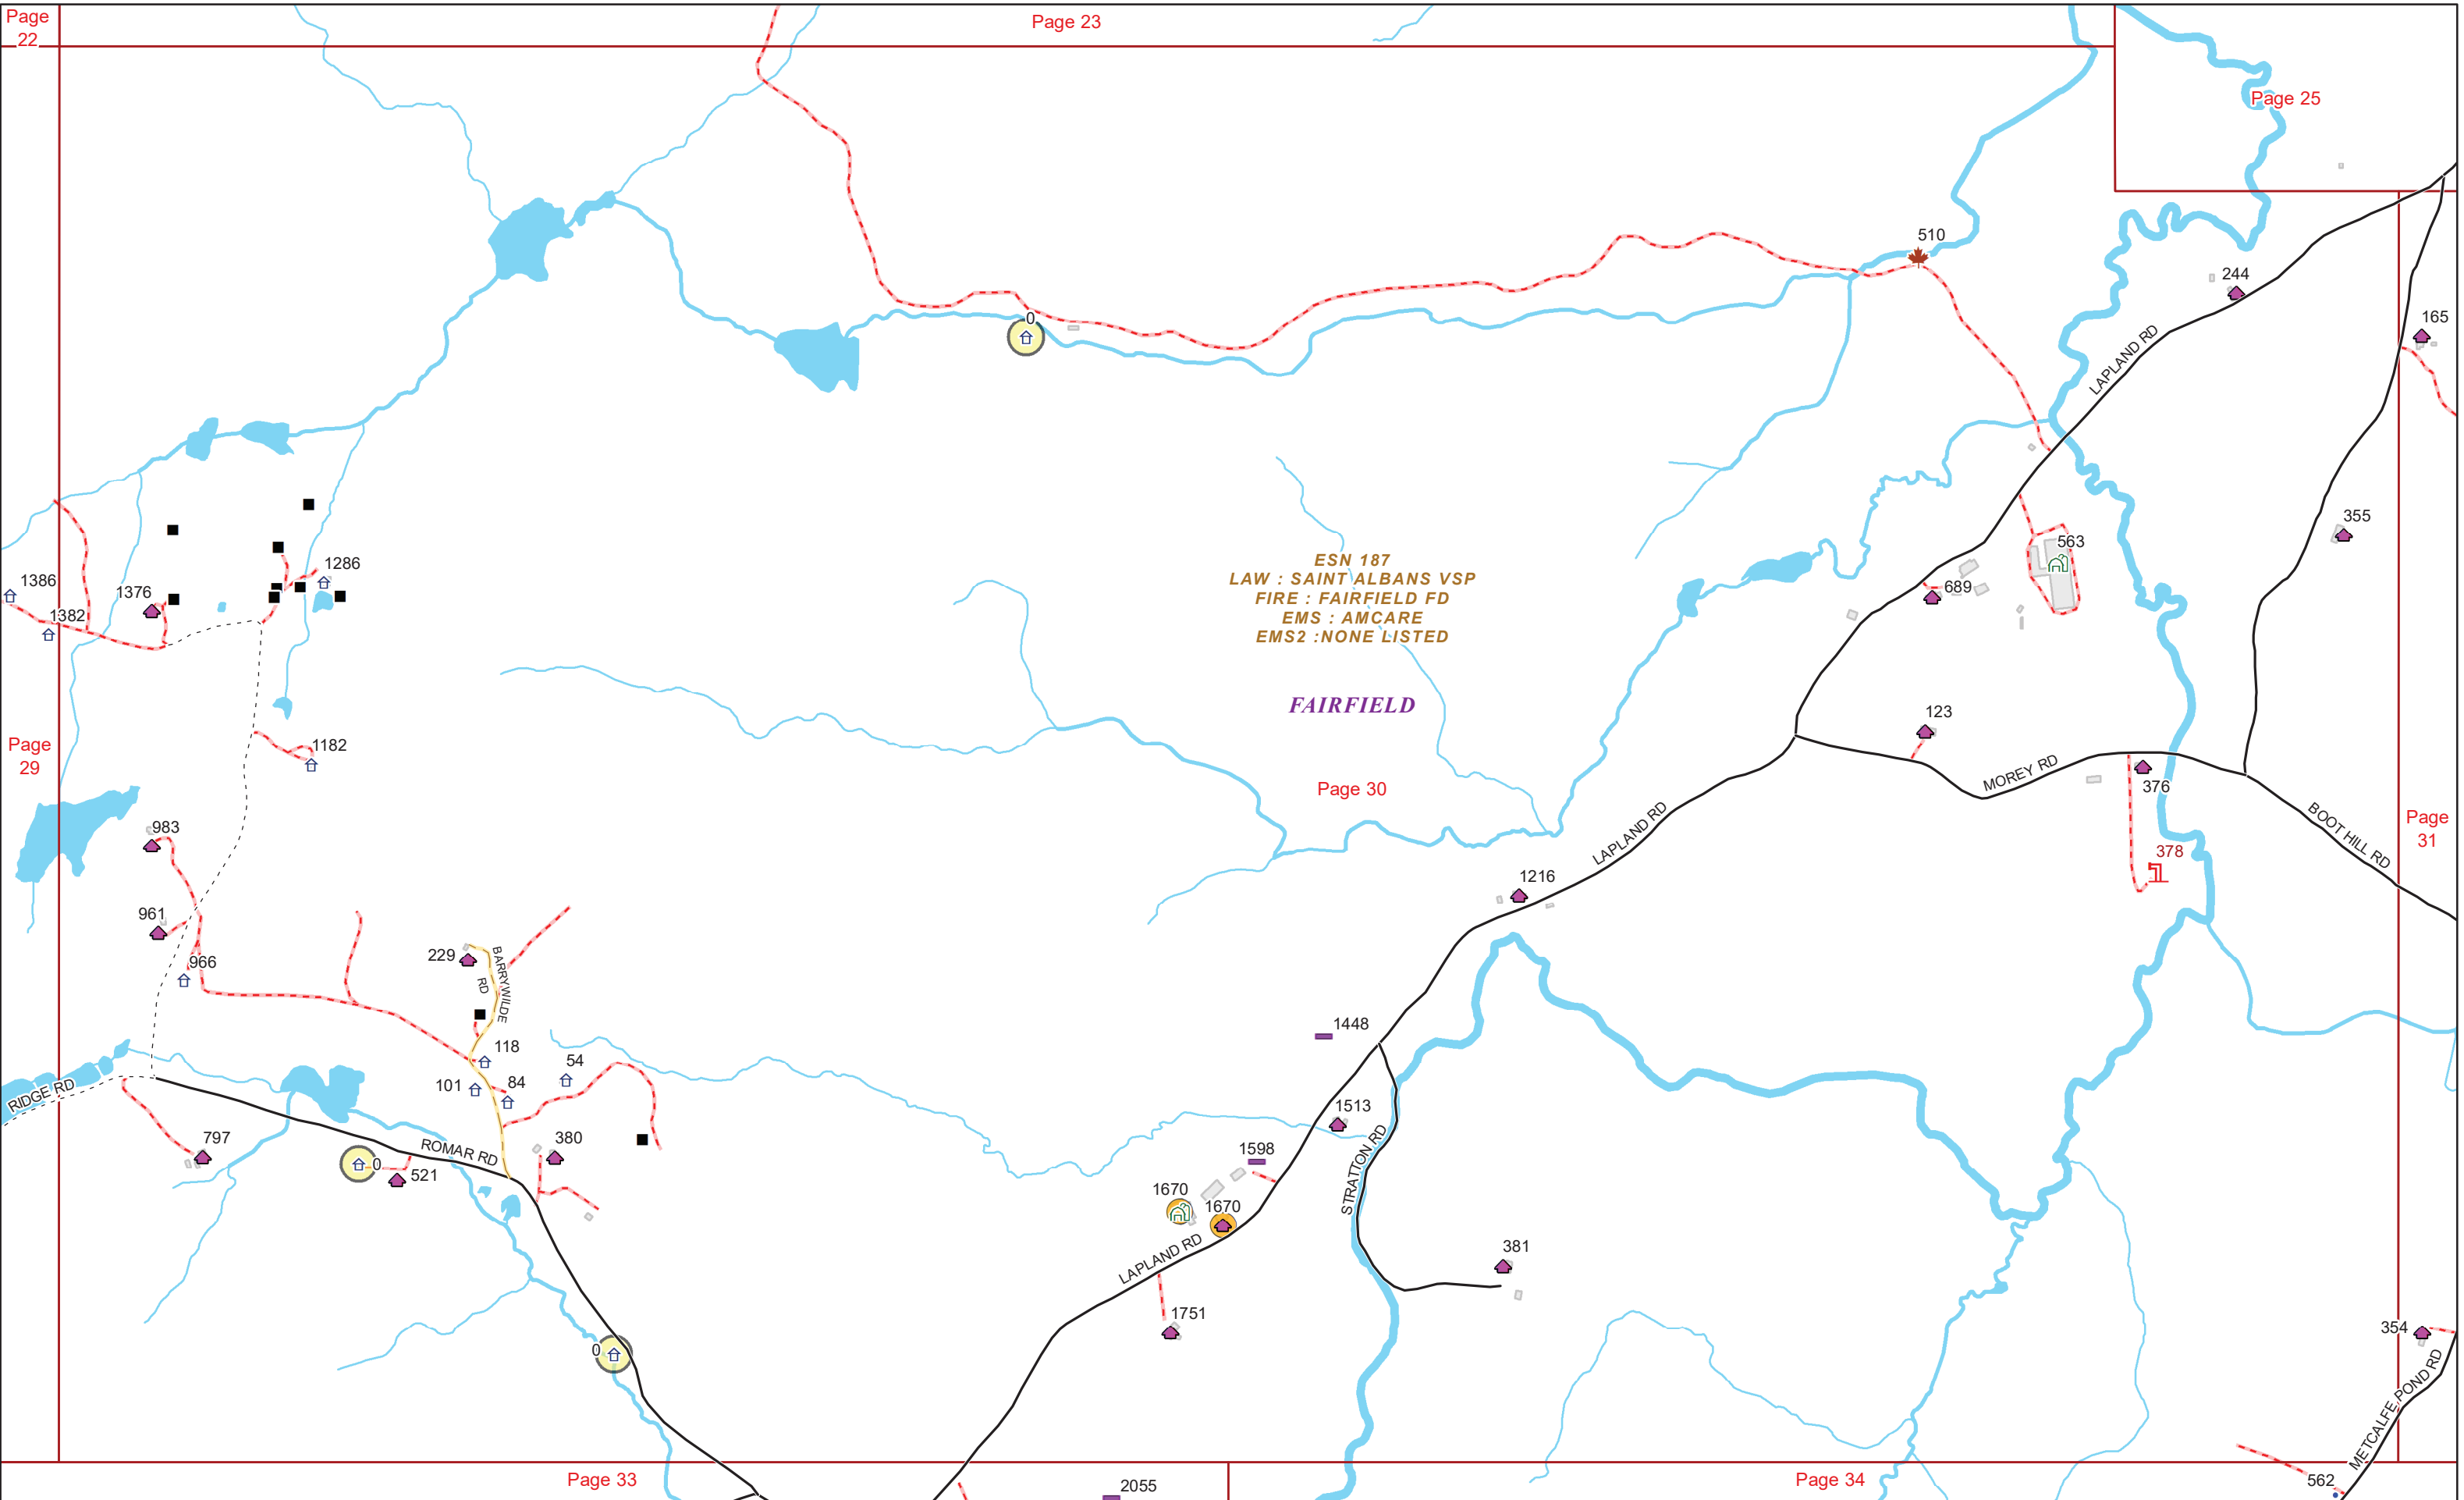 Page
22
Page 23
Page 25
510
244
165
0
LAPLAND RD
355
563
1286
1386
1376
689
1382
ESN 187
LAW : SAINT ALBANS VSP
FIRE : FAIRFIELD FD
EMS : AMCARE
EMS2 :NONE LISTED
FAIRFIELD
123
Page
29
1182
MOREY RD
376
Page 30
983
LAPLAND RD
BOOT HILL RD
Page
31
378
1216
961
229
BARRYWILDE
RD
966
1448
118
54
101
84
RIDGE RD
1513
797
380
ROMAR RD
0
521
1598
STRATTON RD
1670
1670
LAPLAND RD
381
1751
0
354
METCALFE POND RD
Page 33
Page 34
2055
562